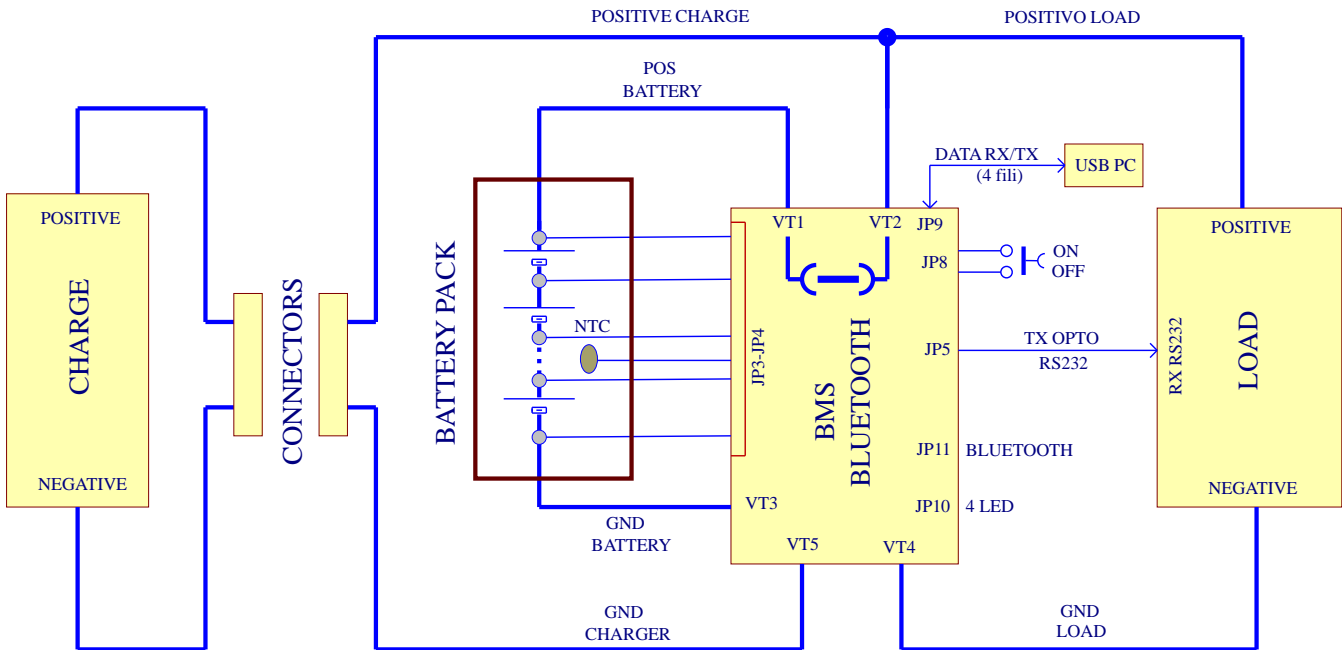 POSITIVE CHARGE
POSITIVO LOAD
POS
BATTERY
DATA RX/TX
(4 fili)
USB PC
POSITIVE
CHARGE
NEGATIVE
CONNECTORS
BATTERY PACK
NTC
JP3-JP4
VT1
VT2
JP9
JP8
ON
OFF
BMS
BLUETOOTH
JP5
TX OPTO
RS232
JP11
BLUETOOTH
JP10
4 LED
VT3
VT5
VT4
POSITIVE
RX RS232
LOAD
NEGATIVE
GND
BATTERY
GND
CHARGER
GND
LOAD